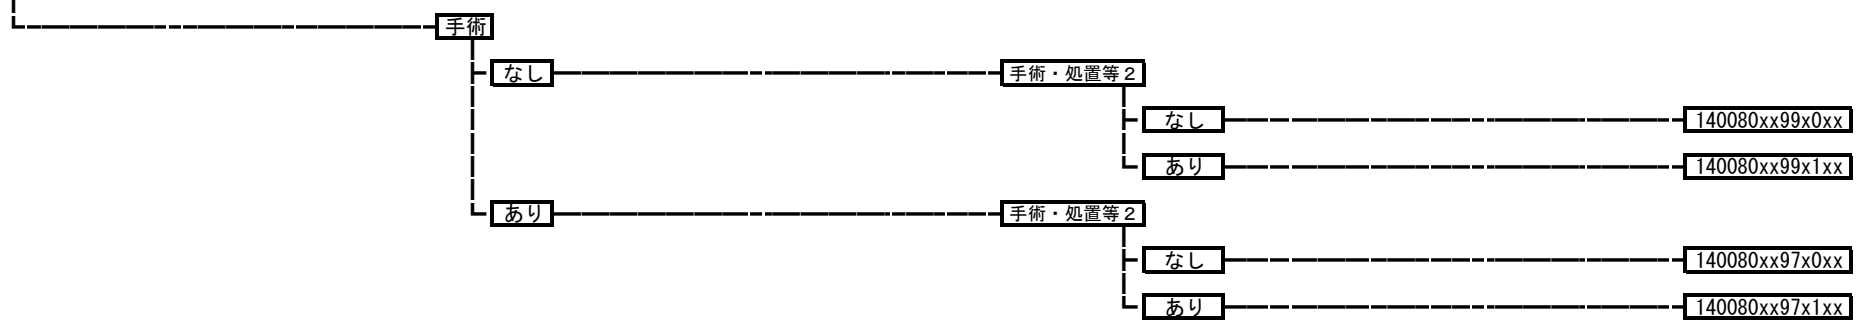 手術
なし 手術・処置等2
なし 140080xx99x0xx
あり 140080xx99x1xx
あり 手術・処置等2
なし 140080xx97x0xx
あり 140080xx97x1xx